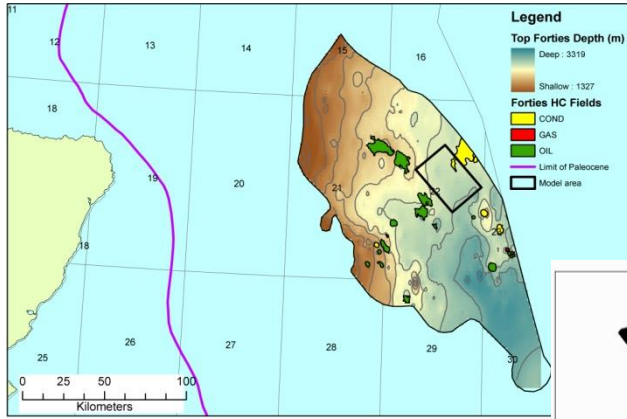 11
12
13
14
15
16
18
19
20
21
22
18
25
26
27
28
29
30
0 25 50 100
Kilometers
Legend
Top Forties Depth (m)
Deep : 3319
Shallow : 1327
Forties HC Fields
COND
GAS
OIL
Limit of Paleocene
Model area